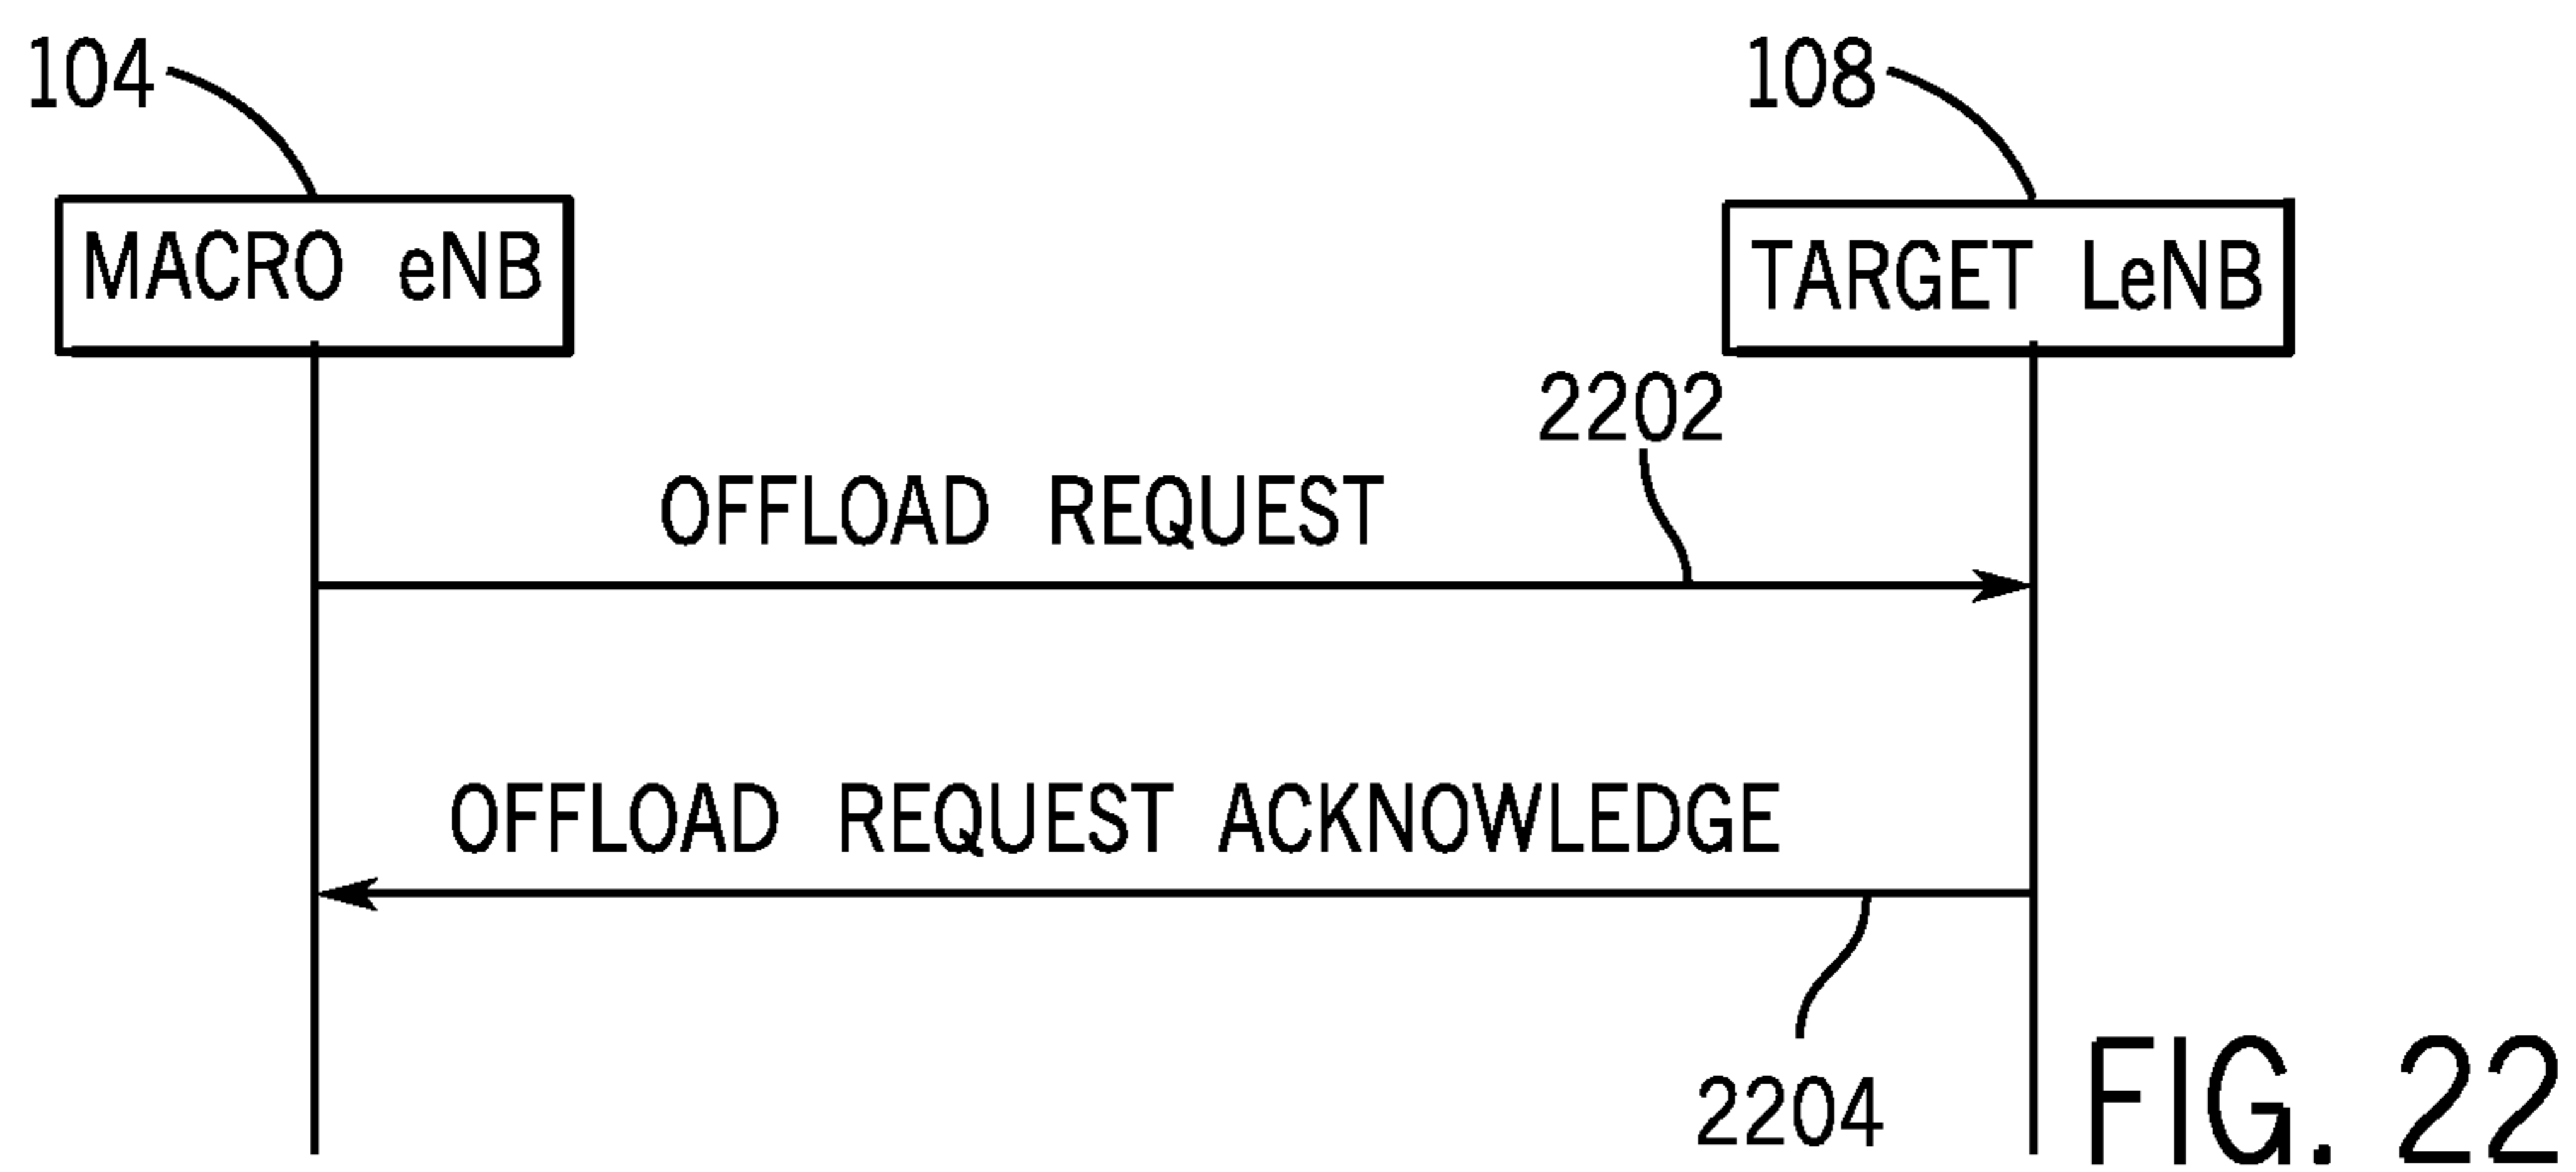 104
108
MACRO eNB
TARGET LeNB
2202
OFFLOAD REQUEST
OFFLOAD REQUEST ACKNOWLEDGE
2204
FIG. 22